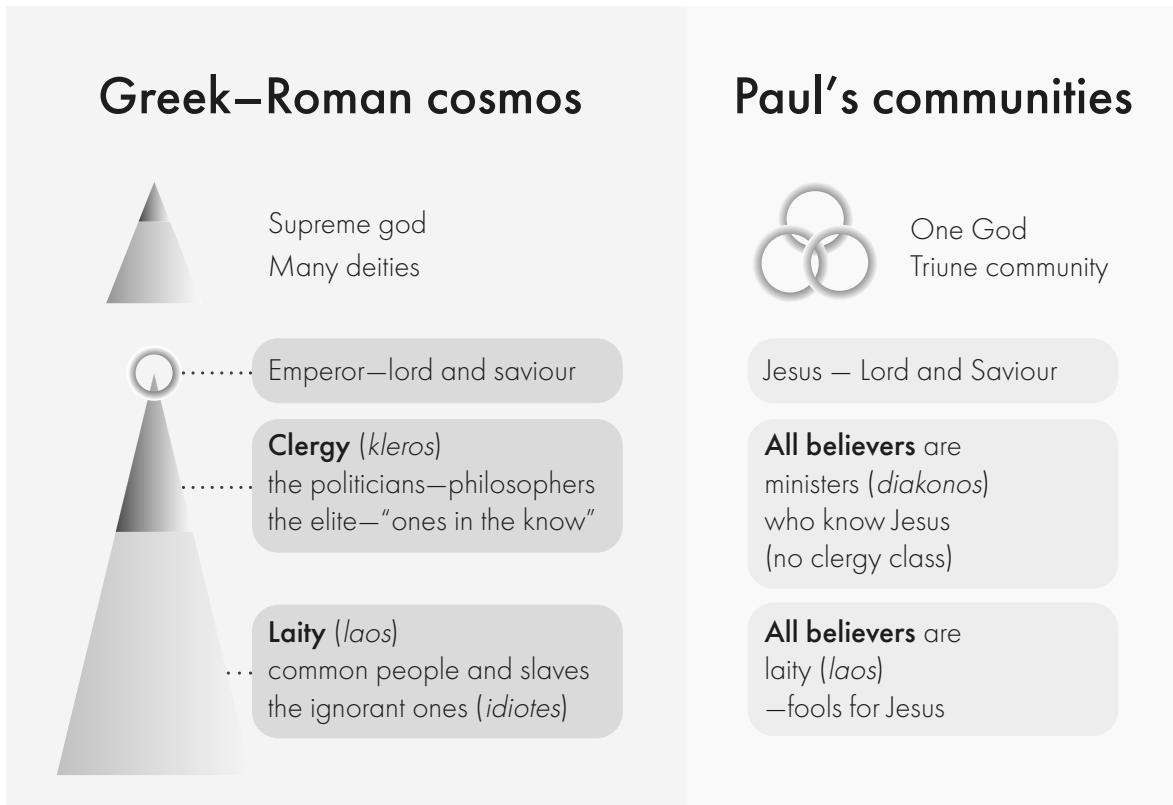 Greek–Roman cosmos
Supreme god
Many deities
Emperor—lord and saviour
Clergy (kleros)
the politicians—philosophers
the elite—“ones in the know”
Laity (laos)
common people and slaves
the ignorant ones (idiotes)
Paul’s communities
One God
Triune community
Jesus — Lord and Saviour
All believers are
ministers (diakonos)
who know Jesus
(no clergy class)
All believers are
laity (laos)
—fools for Jesus